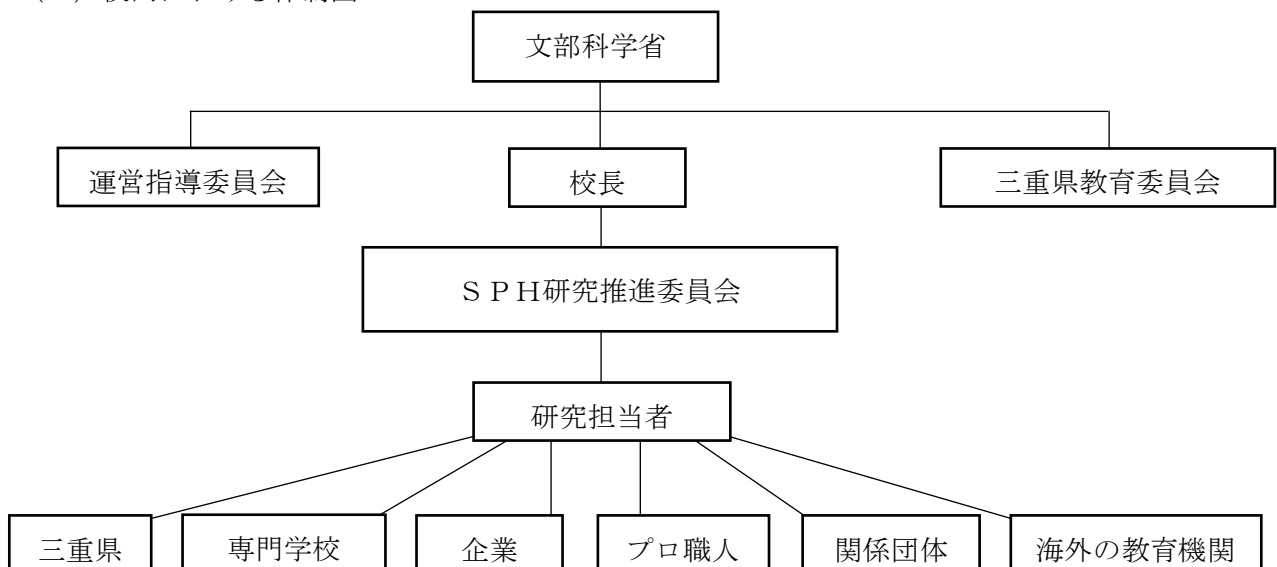 文部科学省
運営指導委員会 校長 三重県教育委員会
ＳＰＨ研究推進委員会
研究担当者
三重県 専門学校 企業 プロ職人 関係団体 海外の教育機関